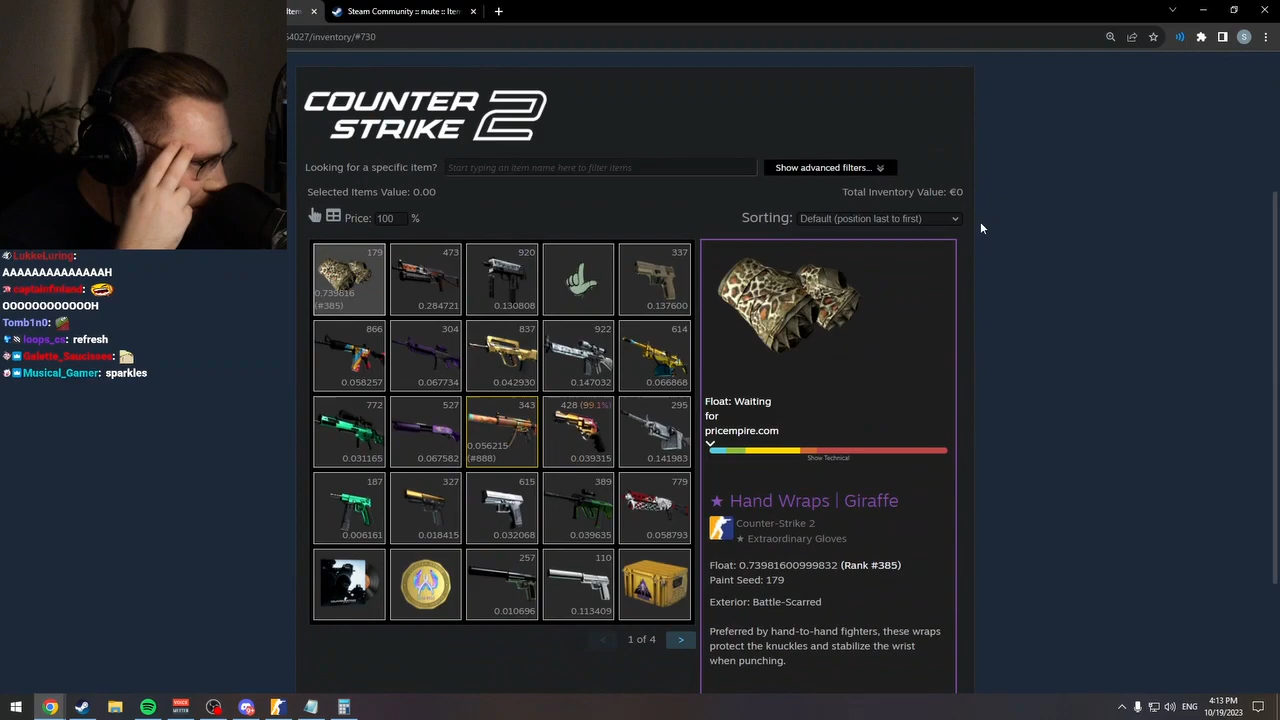 Item
Steam Community :: mute :: Iter
54027/inventory/#730
COUNTER
STRIKE 2
Looking for a specific item?
Start typing an item name here to filter items
Show advanced filters...
Selected Items Value: 0.00
Total Inventory Value: €0
Price: 100 %
Sorting: Default (position last to first)
179
0.739816
(#385)
473
0.284721
920
0.130808
337
0.137600
866
0.058257
304
0.067734
837
0.042930
922
0.147032
614
0.066868
772
0.031165
527
0.067582
343
0.056215
(#888)
428 (99.1%)
0.039315
295
0.141983
187
0.006161
327
0.018415
615
0.032068
389
0.039635
779
0.058793
257
0.010696
110
0.113409
<
1 of 4
>
Float: Waiting
for
pricempire.com
Show Technical
★ Hand Wraps | Giraffe
Counter-Strike 2
★ Extraordinary Gloves
Float: 0.73981600999832 (Rank #385)
Paint Seed: 179
Exterior: Battle-Scarred
Preferred by hand-to-hand fighters, these wraps
protect the knuckles and stabilize the wrist
when punching.
LukkeLuring:
AAAAAAAAAAAAAAH
captainfinland:
OOOOOOOOOOOOH
Tomb1n0:
loops_cs: refresh
Galette_Saucisses:
Musical_Gamer: sparkles
S
ENG
4:13 PM
10/19/2023